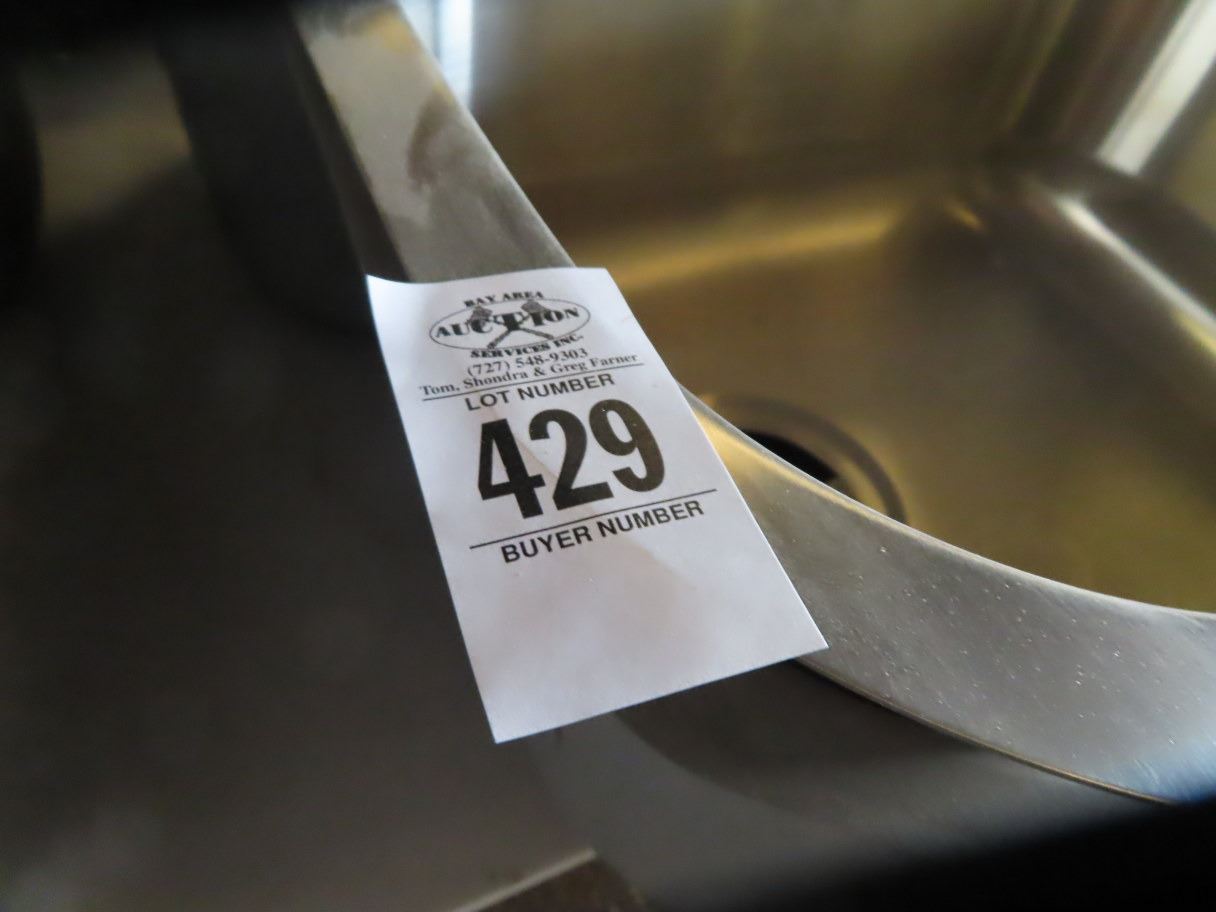 BAY AREA
AUCTION
SERVICES INC.
(727) 548-9303
Tom, Shondra & Greg Farner
LOT NUMBER
429
BUYER NUMBER